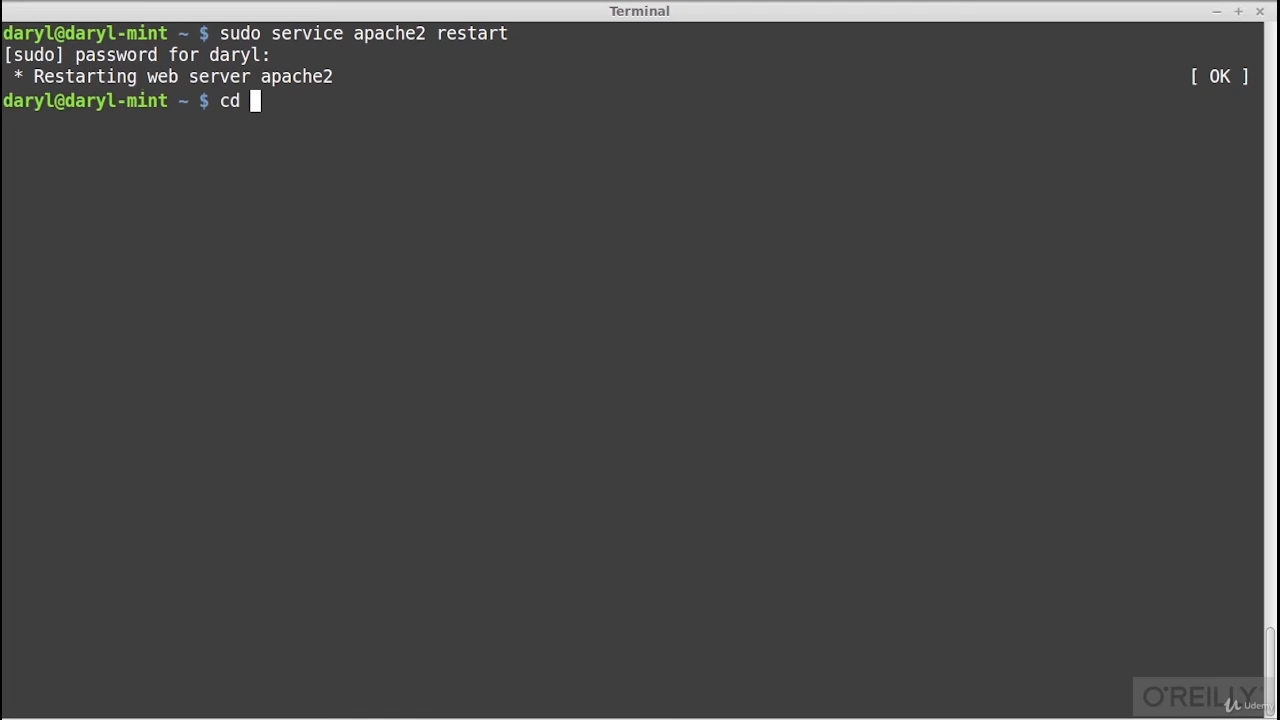 Terminal
daryl@daryl-mint ~ $ sudo service apache2 restart
[sudo] password for daryl:
 * Restarting web server apache2 [ OK ]
daryl@daryl-mint ~ $ cd
O'REILLY
Udemy